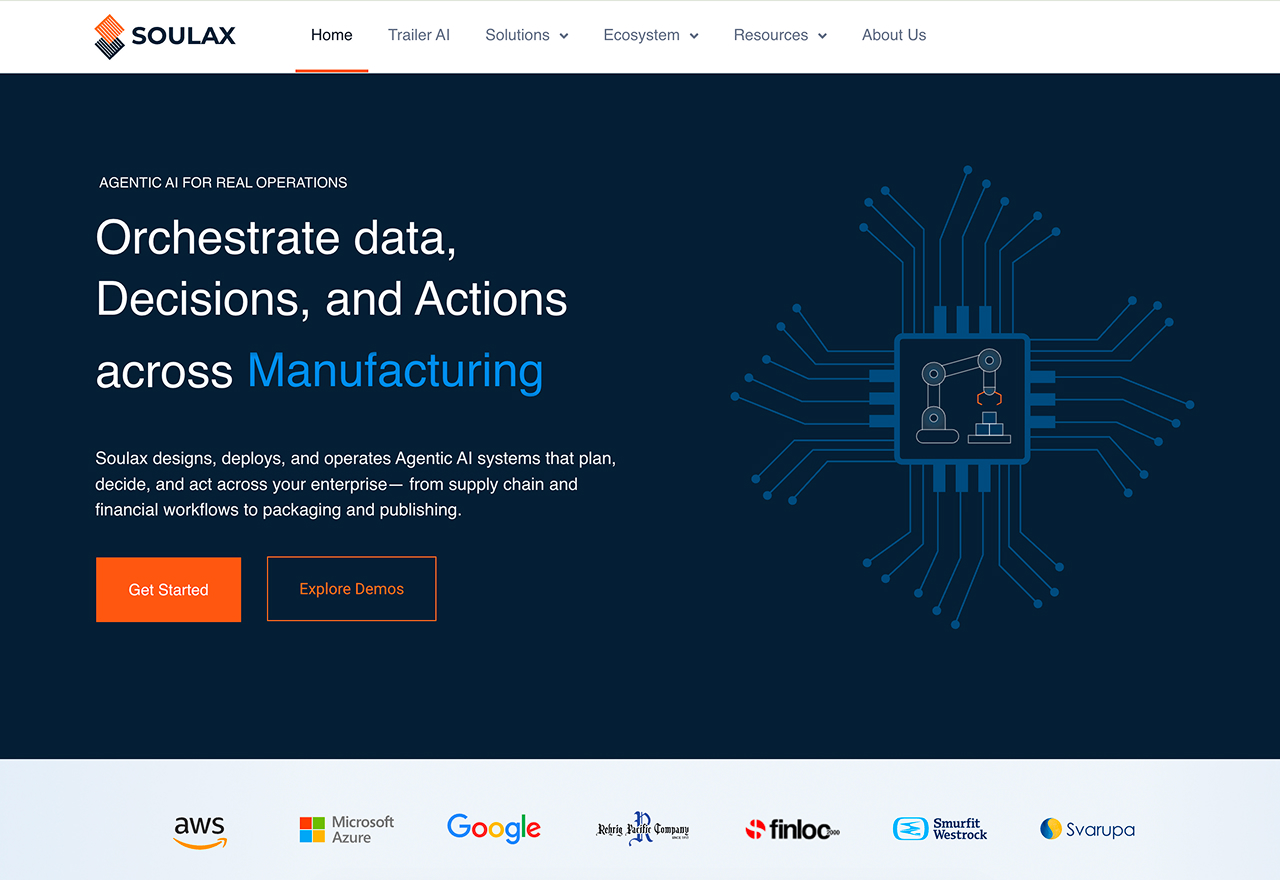 SOULAX
Home Trailer AI Solutions Ecosystem Resources About Us
AGENTIC AI FOR REAL OPERATIONS
Orchestrate data,
Decisions, and Actions
across Manufacturing
Soulax designs, deploys, and operates Agentic AI systems that plan,
decide, and act across your enterprise— from supply chain and
financial workflows to packaging and publishing.
Get Started Explore Demos
aws
Microsoft
Azure
Google
R
Rehrig Pacific Company
SINCE 1913
finloc2000
Smurfit
Westrock
Svarupa